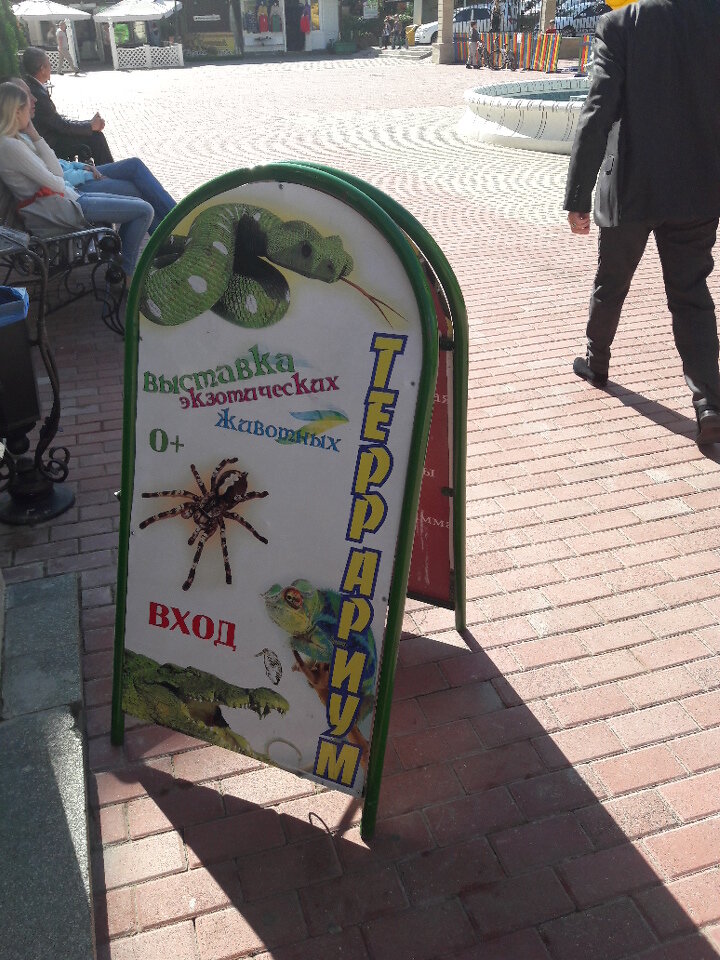 Выставка
экзотических
животных
0+
ТЕРРАРИУМ
ВХОД